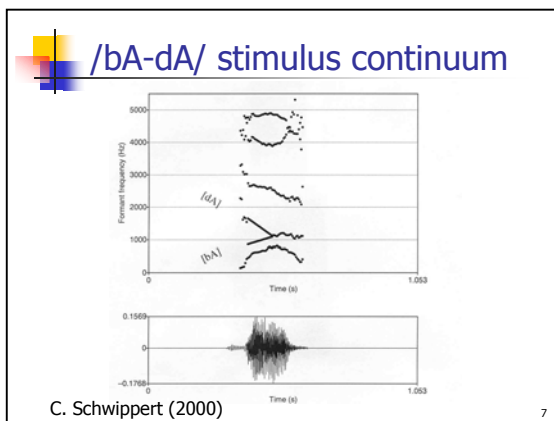 /bA-dA/ stimulus continuum
5000
4000
3000
2000
1000
0
Formant frequency (Hz)
[dA]
[bA]
0
1.053
Time (s)
0.1569
0
−0.1768
0
1.053
Time (s)
C. Schwippert (2000)
7